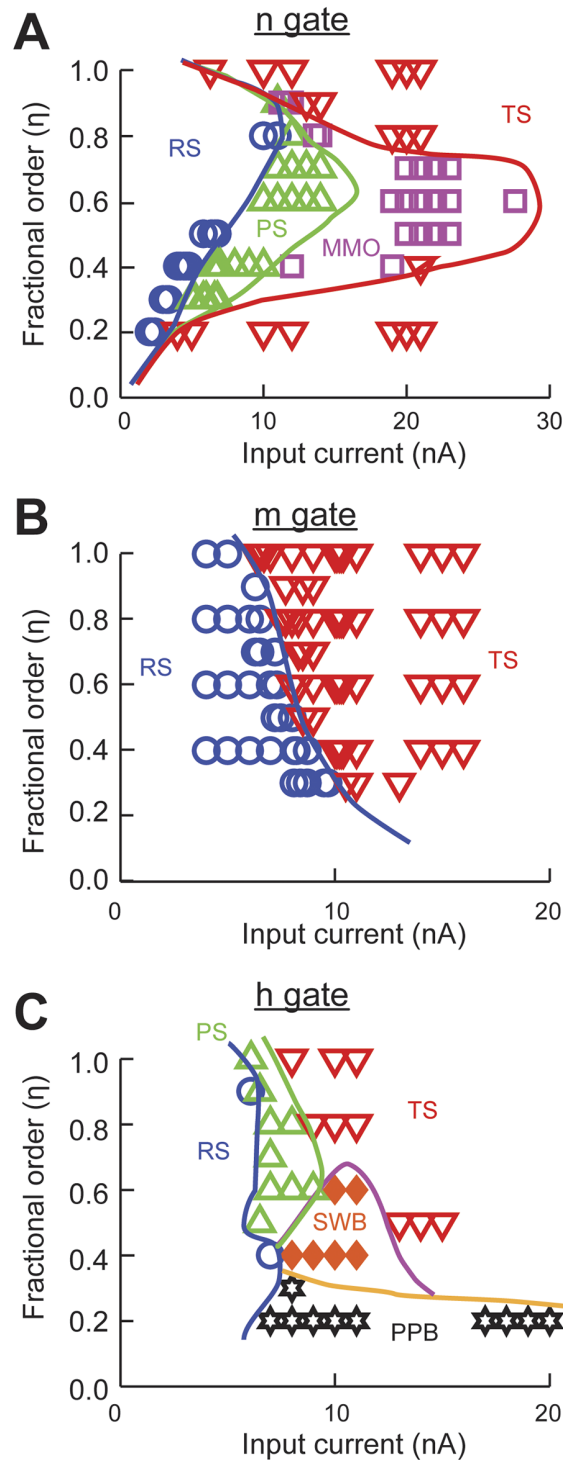 A
n gate
Fractional order (η)
1.0
0.8
0.6
0.4
0.2
0.0
RS
PS
MMO
TS
0
10
20
30
Input current (nA)
B
m gate
Fractional order (η)
1.0
0.8
0.6
0.4
0.2
0.0
RS
TS
0
10
20
Input current (nA)
C
h gate
Fractional order (η)
1.0
0.8
0.6
0.4
0.2
0.0
PS
RS
TS
SWB
PPB
0
10
20
Input current (nA)